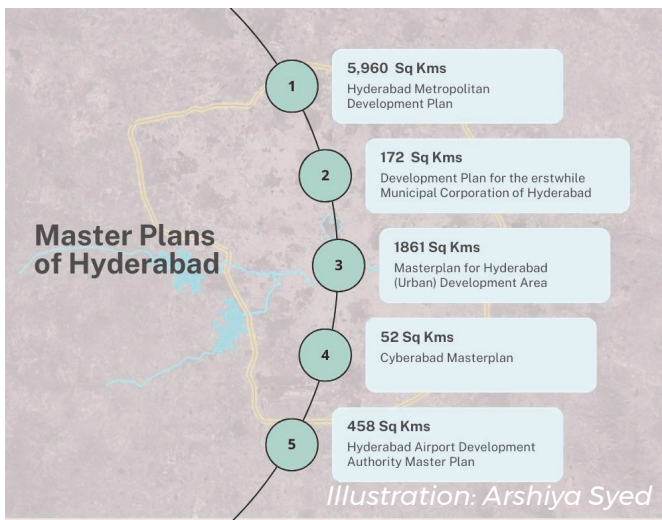 Master Plans
of Hyderabad
1
5,960 Sq Kms
Hyderabad Metropolitan
Development Plan
2
172 Sq Kms
Development Plan for the erstwhile
Municipal Corporation of Hyderabad
3
1861 Sq Kms
Masterplan for Hyderabad
(Urban) Development Area
4
52 Sq Kms
Cyberabad Masterplan
5
458 Sq Kms
Hyderabad Airport Development
Authority Master Plan
Illustration: Arshiya Syed